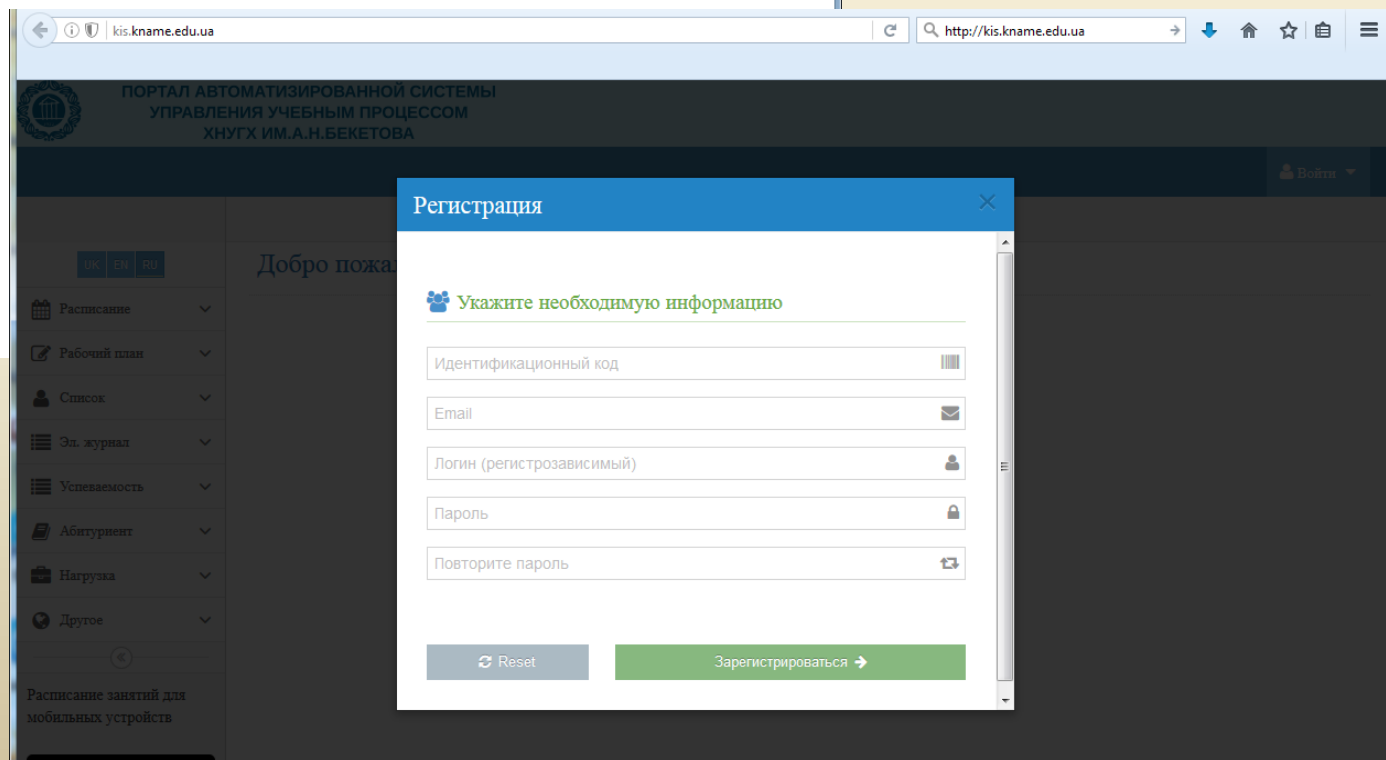 kis.kname.edu.ua
http://kis.kname.edu.ua
ПОРТАЛ АВТОМАТИЗИРОВАННОЙ СИСТЕМЫ
УПРАВЛЕНИЯ УЧЕБНЫМ ПРОЦЕССОМ
ХНУГХ ИМ.А.Н.БЕКЕТОВА
Войти
Регистрация
UK EN RU
Добро пожа
Укажите необходимую информацию
Расписание
Рабочий план
Список
Эл. журнал
Успеваемость
Абитуриент
Нагрузка
Другое
Идентификационный код
Email
Логин (регистрозависимый)
Пароль
Повторите пароль
Reset
Зарегистрироваться
Расписание занятий для
мобильных устройств